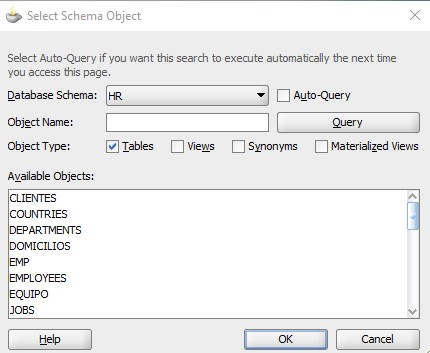 Select Schema Object
Select Auto-Query if you want this search to execute automatically the next time
you access this page.
Database Schema: HR Auto-Query
Object Name: Query
Object Type: Tables Views Synonyms Materialized Views
Available Objects:
CLIENTES
COUNTRIES
DEPARTMENTS
DOMICILIOS
EMP
EMPLOYEES
EQUIPO
JOBS
Help OK Cancel